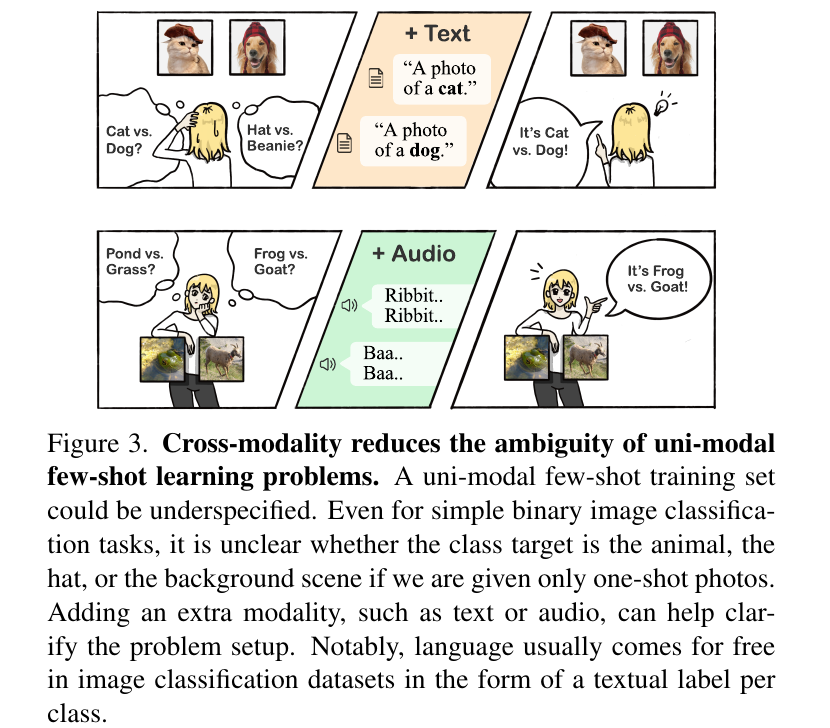 + Text
"A photo
of a cat."
"A photo
of a dog."
Cat vs.
Dog?
Hat vs.
Beanie?
It's Cat
vs. Dog!
+ Audio
Pond vs.
Grass?
Frog vs.
Goat?
Ribbit..
Ribbit..
Baa..
Baa..
It's Frog
vs. Goat!
Figure 3. Cross-modality reduces the ambiguity of uni-modal
few-shot learning problems. A uni-modal few-shot training set
could be underspecified. Even for simple binary image classifica-
tion tasks, it is unclear whether the class target is the animal, the
hat, or the background scene if we are given only one-shot photos.
Adding an extra modality, such as text or audio, can help clar-
ify the problem setup. Notably, language usually comes for free
in image classification datasets in the form of a textual label per
class.